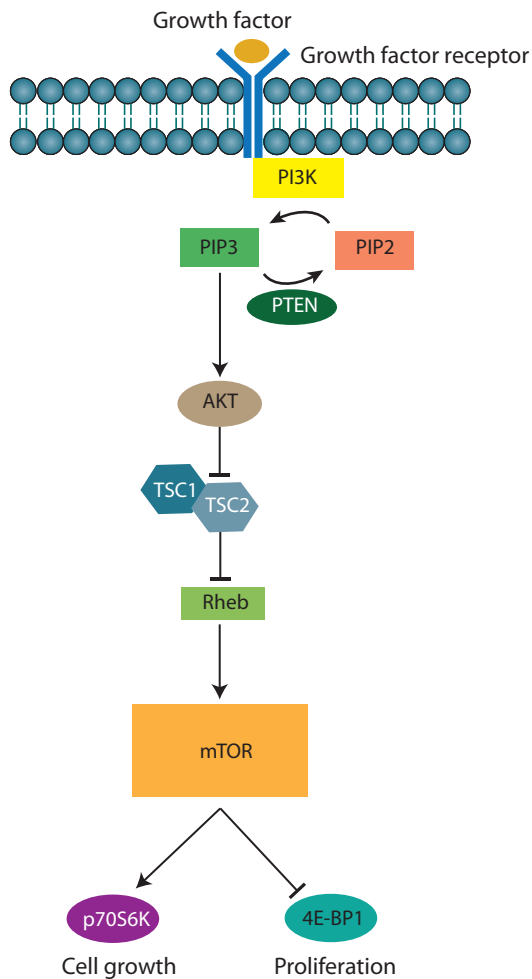 Growth factor
Growth factor receptor
PI3K
PIP3
PIP2
PTEN
AKT
TSC1
TSC2
Rheb
mTOR
p70S6K
4E-BP1
Cell growth
Proliferation